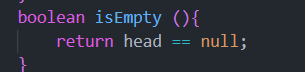 boolean isEmpty (){
    return head == null;
}